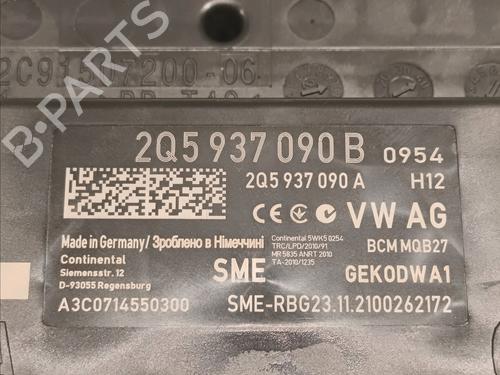 B-PARTS
2Q5 937 090 B 0954
2Q5 937 090 A H12
CE VW AG
Made in Germany/ Зроблено в Німеччині
Continental
Siemensstr. 12
D-93055 Regensburg
Continental 5WK5 0254
TRC/LPD/2010/91
MR 5835 ANRT 2010
TA-2010/1235
BCM MQB27
SME GEKODWA1
A3C0714550300 SME-RBG23.11.2100262172